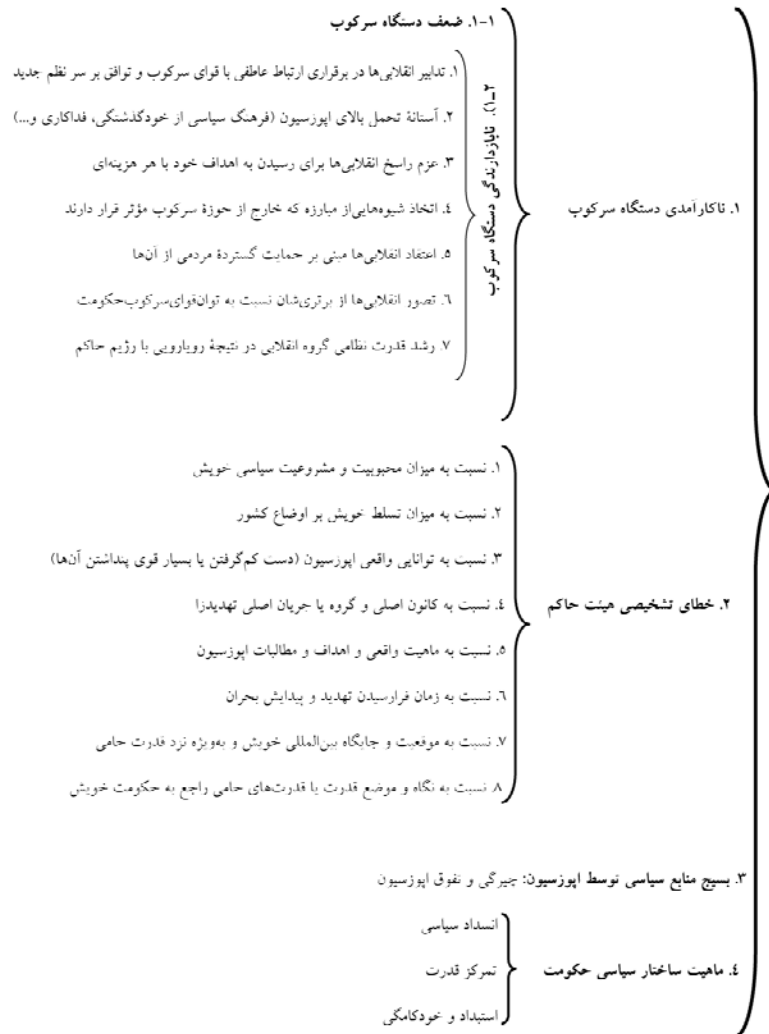 ۱. ناکارآمدی دستگاه سرکوب
۱-۱. ضعف دستگاه سرکوب
۲-۱). نابازدارندگی دستگاه سرکوب
۱. تدابیر انقلابی‌ها در برقراری ارتباط عاطفی با قوای سرکوب و توافق بر سر نظم جدید
۲. آستانهٔ تحمل بالای اپوزسیون (فرهنگ سیاسی از خودگذشتگی، فداکاری و...)
۳. عزم راسخ انقلابی‌ها برای رسیدن به اهداف خود با هر هزینه‌ای
٤. اتخاذ شیوه‌هایی‌از مبارزه که خارج از حوزهٔ سرکوب مؤثر قرار دارند
٥. اعتقاد انقلابی‌ها مبنی بر حمایت گستردهٔ مردمی از آن‌ها
٦. تصور انقلابی‌ها از برتری‌شان نسبت به توان‌قوای‌سرکوب‌حکومت
۷. رشد قدرت نظامی گروه انقلابی در نتیجهٔ رویارویی با رژیم حاکم
۲. خطای تشخیصی هیئت حاکم
۱. نسبت به میزان محبوبیت و مشروعیت سیاسی خویش
۲. نسبت به میزان تسلط خویش بر اوضاع کشور
۳. نسبت به توانایی واقعی اپوزسیون (دست کم‌گرفتن یا بسیار قوی پنداشتن آن‌ها)
٤. نسبت به کانون اصلی و گروه یا جریان اصلی تهدیدزا
٥. نسبت به ماهیت واقعی و اهداف و مطالبات اپوزسیون
٦. نسبت به زمان فرارسیدن تهدید و پیدایش بحران
۷. نسبت به موقعیت و جایگاه بین‌المللی خویش و به‌ویژه نزد قدرت حامی
۸. نسبت به نگاه و موضع قدرت یا قدرت‌های حامی راجع به حکومت خویش
۳. بسیج منابع سیاسی توسط اپوزسیون: چیرگی و تفوق اپوزسیون
٤. ماهیت ساختار سیاسی حکومت
انسداد سیاسی
تمرکز قدرت
استبداد و خودکامگی